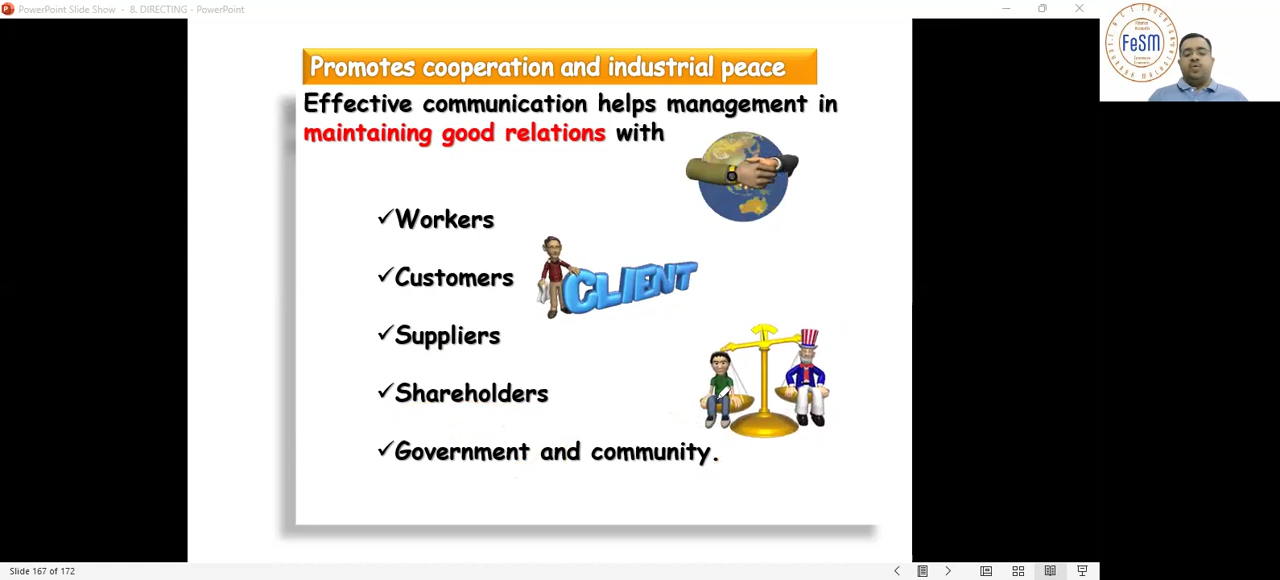 PowerPoint Slide Show - 8. DIRECTING - PowerPoint
FeSM
Promotes cooperation and industrial peace
Effective communication helps management in
maintaining good relations with
✓Workers
✓Customers
CLIENT
✓Suppliers
✓Shareholders
✓Government and community.
Slide 167 of 172